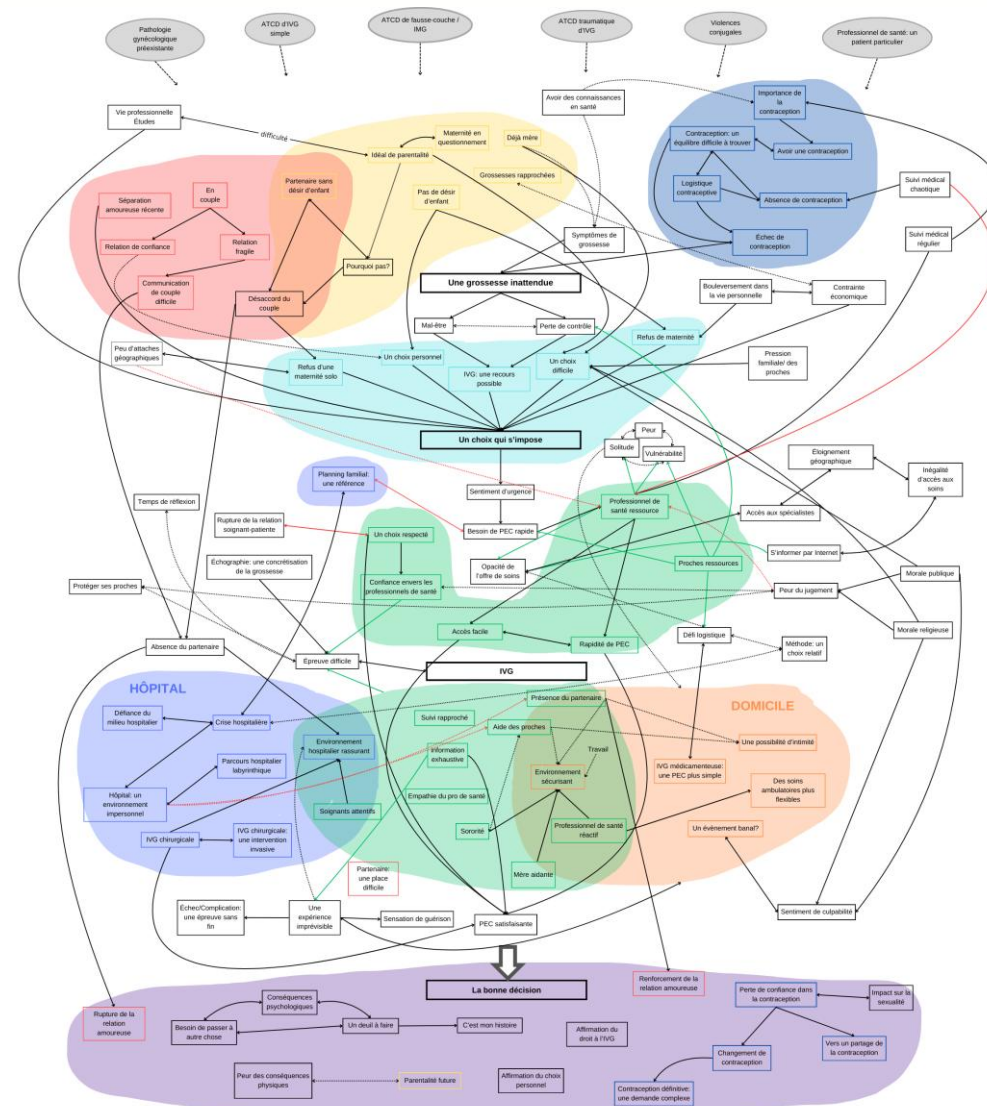 Pathologie
gynécologique
préexistante
ATCD d'IVG
simple
ATCD de fausse-couche /
IMG
ATCD traumatique
d'IVG
Violences
conjugales
Professionnel de santé: un
patient particulier
Vie professionnelle
Études
difficulté
Maternité en
questionnement
Déjà mère
Idéal de parentalité
Avoir des connaissances
en santé
Importance de
la
contraception
Contraception: un
équilibre difficile à trouver
Avoir une contraception
Partenaire sans
désir d'enfant
Grossesses rapprochées
Pas de désir
d'enfant
Séparation
amoureuse récente
En
couple
Logistique
contraceptive
Absence de contraception
Suivi médical
chaotique
Relation de confiance
Relation
fragile
Symptômes de
grossesse
Échec de
contraception
Suivi médical
régulier
Pourquoi pas?
Communication
de couple
difficile
Désaccord du
couple
Une grossesse inattendue
Bouleversement dans
la vie personnelle
Contrainte
économique
Mal-être
Perte de contrôle
Refus de maternité
Peu d'attaches
géographiques
Refus d'une
maternité solo
Un choix personnel
IVG: une recours
possible
Un choix
difficile
Pression
familiale/ des
proches
Un choix qui s'impose
Peur
Solitude
Vulnérabilité
Éloignement
géographique
Inégalité
d'accès aux
soins
Planning familial:
une référence
Sentiment d'urgence
Temps de réflexion
Professionnel de
santé ressource
Accès aux spécialistes
Rupture de la relation
soignant-patiente
Un choix respecté
Besoin de PEC rapide
S'informer par Internet
Échographie: une concrétisation de
la grossesse
Opacité de
l'offre de soins
Proches ressources
Morale publique
Protéger ses proches
Confiance envers les
professionnels de santé
Peur du jugement
Morale religieuse
Absence du partenaire
Accès facile
Rapidité de PEC
Défi logistique
Méthode: un
choix relatif
Épreuve difficile
IVG
HÔPITAL
DOMICILE
Présence du partenaire
Défiance du
milieu hospitalier
Crise hospitalière
Suivi rapproché
Aide des proches
Environnement
hospitalier rassurant
Travail
Une possibilité d'intimité
information
exhaustive
Parcours hospitalier
labyrinthique
Environnement
sécurisant
IVG médicamenteuse:
une PEC plus simple
Hôpital: un
environnement
impersonnel
Empathie du pro de santé
Des soins
ambulatoires plus
flexibles
Soignants attentifs
Professionnel de santé
réactif
IVG chirurgicale
IVG chirurgicale:
une intervention
invasive
Sororité
Un évènement banal?
Partenaire:
une place
difficile
Mère aidante
Échec/Complication:
une épreuve sans
fin
Une
expérience
imprévisible
Sensation de guérison
PEC satisfaisante
Sentiment de culpabilité
La bonne décision
Renforcement de la
relation amoureuse
Perte de confiance dans
la contraception
Impact sur la
sexualité
Rupture de la
relation
amoureuse
Conséquences
psychologiques
Besoin de passer à
autre chose
Un deuil à faire
C'est mon histoire
Affirmation du
droit à l'IVG
Vers un partage de
la contraception
Changement de
contraception
Peur des conséquences
physiques
Parentalité future
Affirmation du choix
personnel
Contraception définitive:
une demande complexe